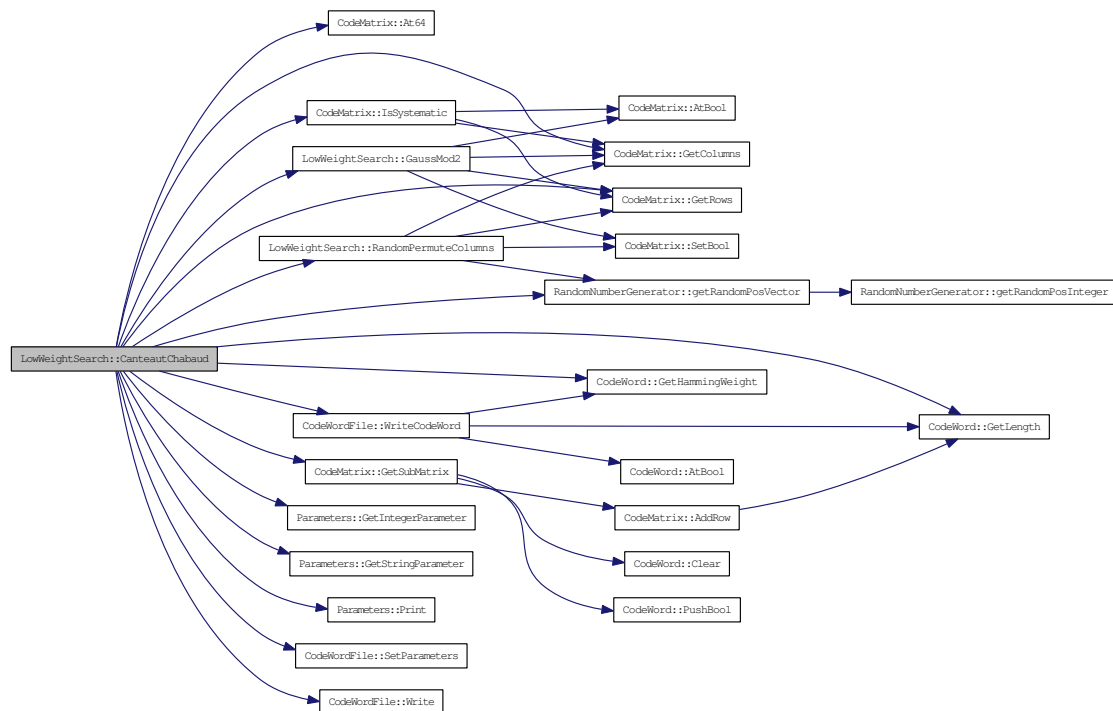 CodeMatrix::At64
CodeMatrix::AtBool
CodeMatrix::IsSystematic
CodeMatrix::GetColumns
LowWeightSearch::GaussMod2
CodeMatrix::GetRows
LowWeightSearch::RandomPermuteColumns
CodeMatrix::SetBool
RandomNumberGenerator::getRandomPosVector
RandomNumberGenerator::getRandomPosInteger
LowWeightSearch::CanteautChabaud
CodeWord::GetHammingWeight
CodeWordFile::WriteCodeWord
CodeWord::GetLength
CodeMatrix::GetSubMatrix
CodeWord::AtBool
Parameters::GetIntegerParameter
CodeMatrix::AddRow
Parameters::GetStringParameter
CodeWord::Clear
Parameters::Print
CodeWord::PushBool
CodeWordFile::SetParameters
CodeWordFile::Write